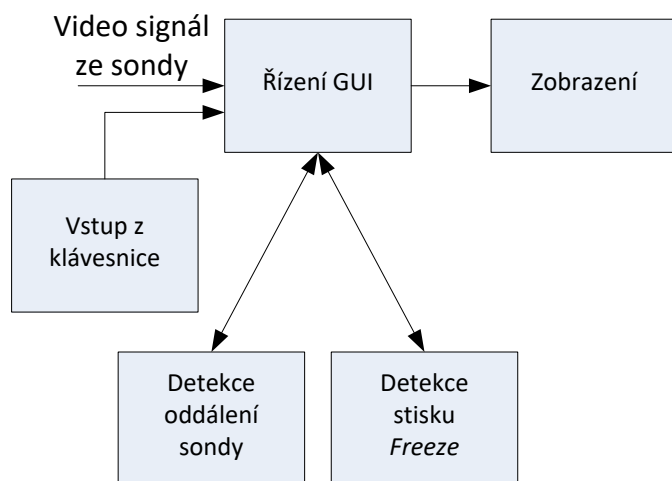 Video signál
ze sondy
Řízení GUI
Zobrazení
Vstup z
klávesnice
Detekce
oddálení
sondy
Detekce
stisku
Freeze